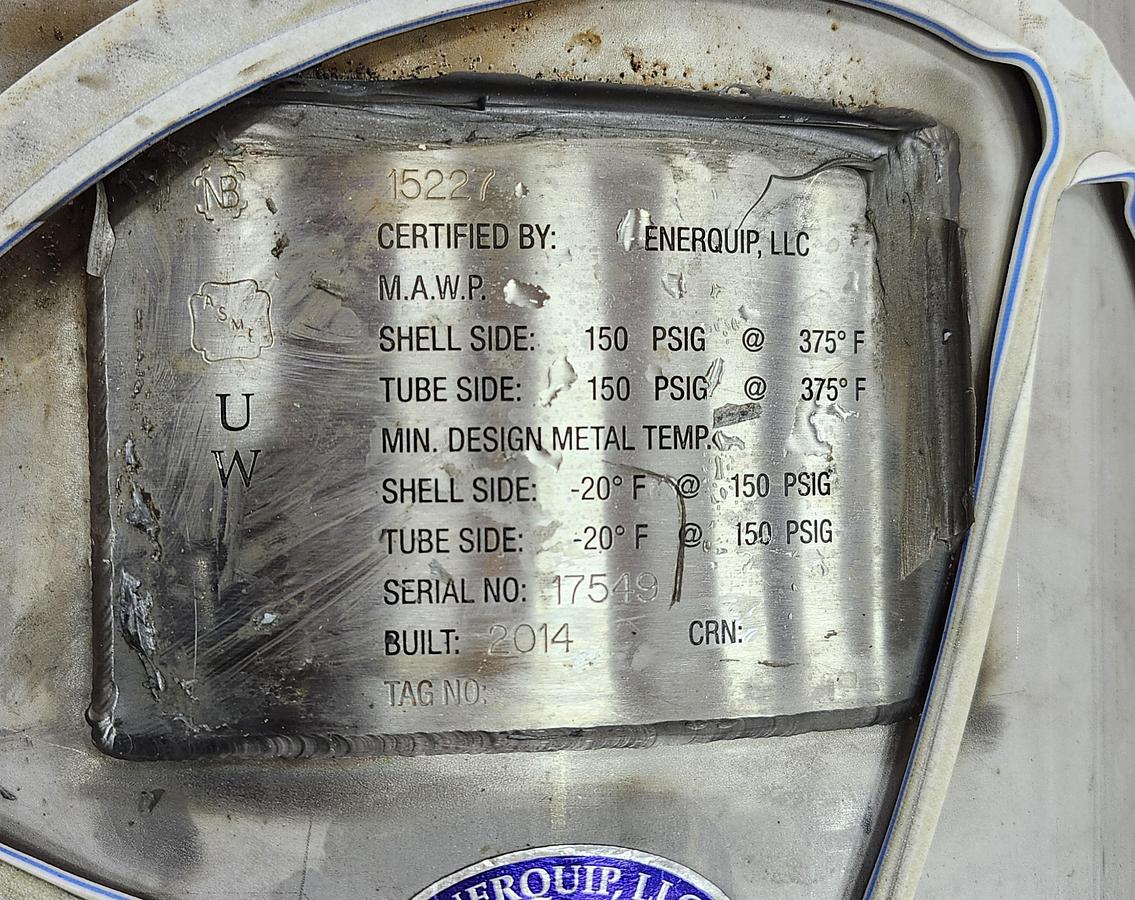 NB 15227
CERTIFIED BY: ENERQUIP, LLC
M.A.W.P.
ASME
SHELL SIDE: 150 PSIG @ 375° F
TUBE SIDE: 150 PSIG @ 375° F
U
MIN. DESIGN METAL TEMP.
W
SHELL SIDE: -20° F @ 150 PSIG
TUBE SIDE: -20° F @ 150 PSIG
SERIAL NO: 17549
BUILT: 2014 CRN:
TAG NO:
ENERQUIP, LLC